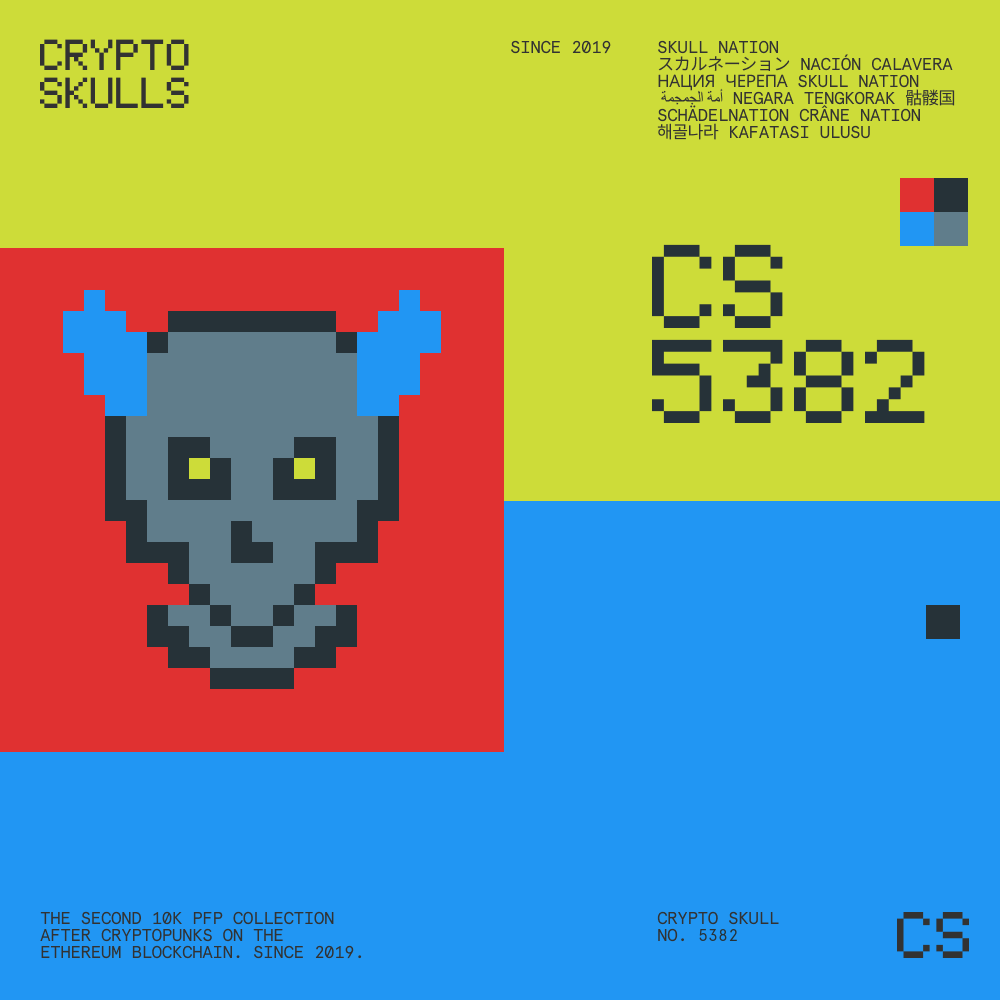 CRYPTO
SKULLS
SINCE 2019
SKULL NATION
スカルネーション NACIÓN CALAVERA
НАЦИЯ ЧЕРЕПА SKULL NATION
أمة الجمجمة NEGARA TENGKORAK 骷髅国
SCHÄDELNATION CRÂNE NATION
해골나라 KAFATASI ULUSU
CS
5382
THE SECOND 10K PFP COLLECTION
AFTER CRYPTOPUNKS ON THE
ETHEREUM BLOCKCHAIN. SINCE 2019.
CRYPTO SKULL
NO. 5382
CS